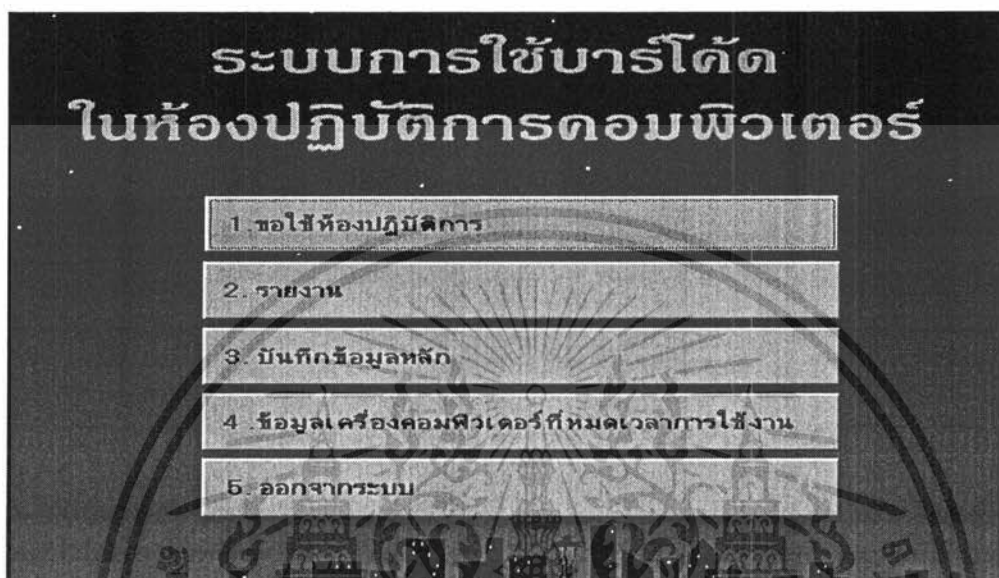 ระบบการใช้บาร์โค้ด
ในห้องปฏิบัติการคอมพิวเตอร์
1.ขอใช้ห้องปฏิบัติการ
2. รายงาน
3. บันทึกข้อมูลหลัก
4 .ข้อมูลเครื่องคอมพิวเตอร์ที่หมดเวลาการใช้งาน
5. ออกจากระบบ